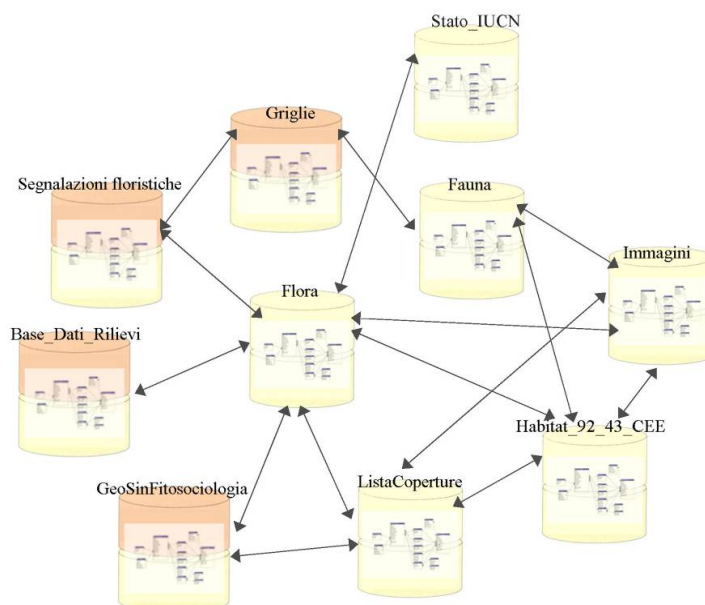 Stato_IUCN
Griglie
Segnalazioni floristiche
Fauna
Immagini
Flora
Base_Dati_Rilievi
Habitat_92_43_CEE
GeoSinFitosociologia
ListaCoperture